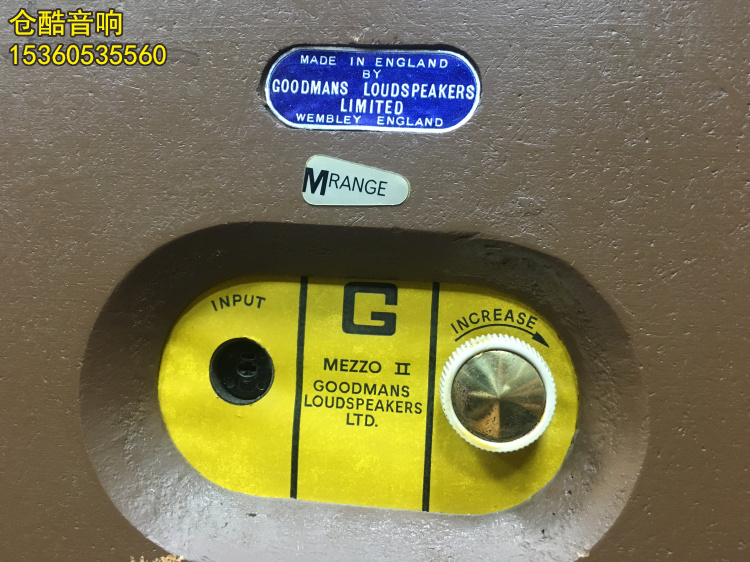 仓酷音响
15360535560
MADE IN ENGLAND
BY
GOODMANS LOUDSPEAKERS
LIMITED
WEMBLEY ENGLAND
MRANGE
INPUT
G
INCREASE
MEZZO II
GOODMANS
LOUDSPEAKERS
LTD.